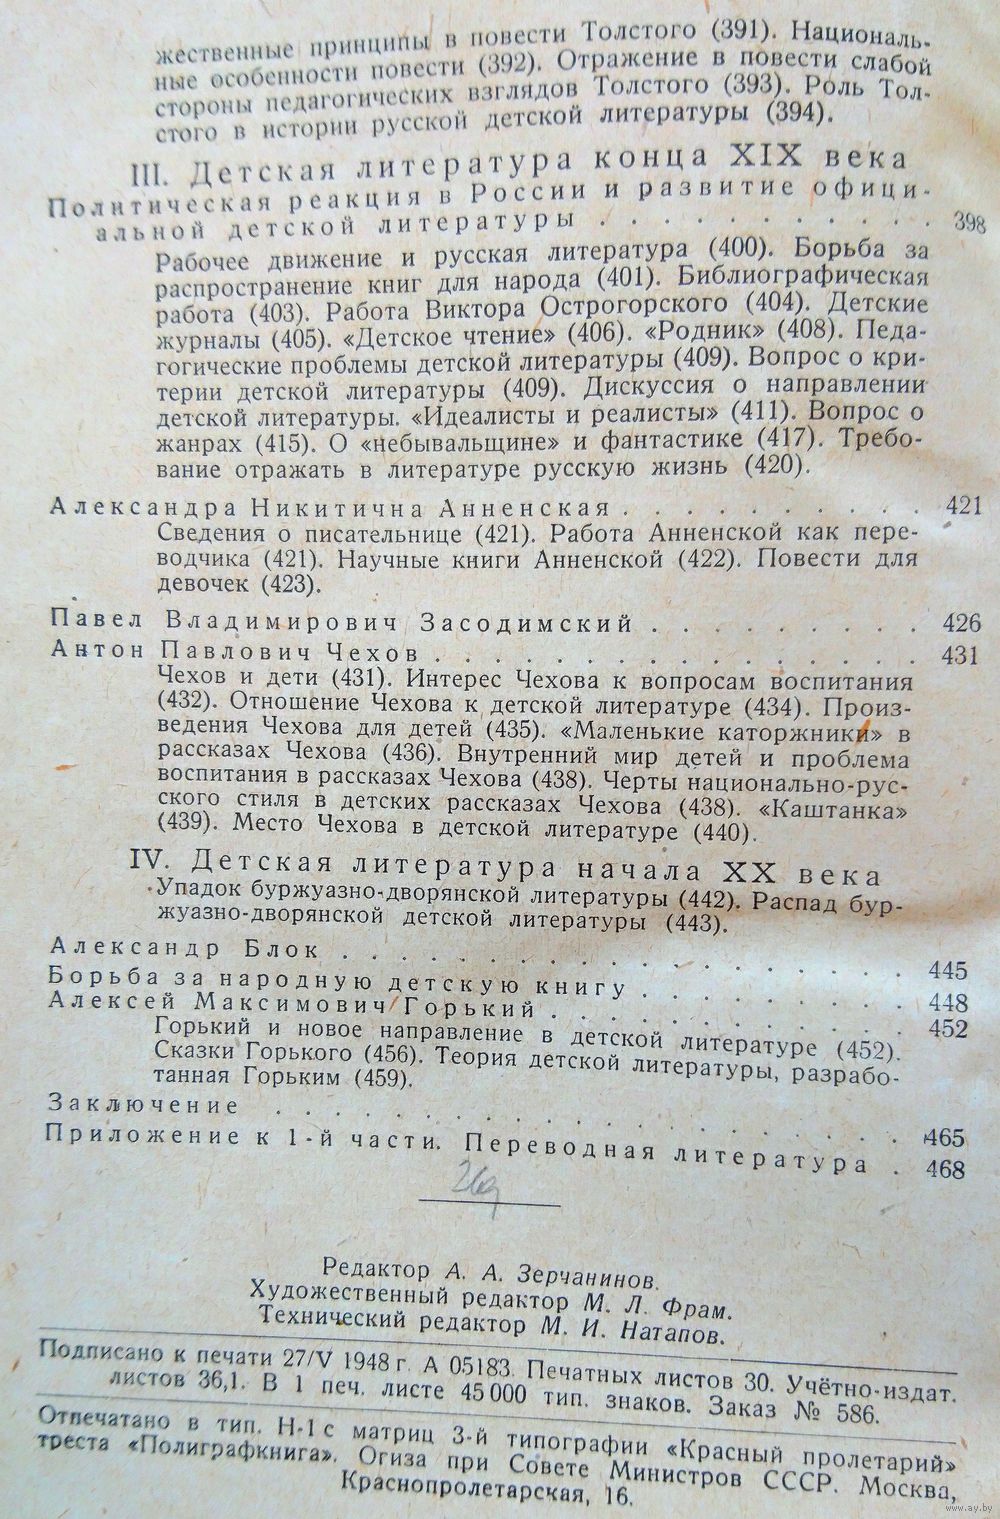 жественные принципы в повести Толстого (391). Националь-
ные особенности повести (392). Отражение в повести слабой
стороны педагогических взглядов Толстого (393). Роль Тол-
стого в истории русской детской литературы (394).
III. Детская литература конца XIX века
Политическая реакция в России и развитие офици-
альной детской литературы . . . . . . . . . . . 398
Рабочее движение и русская литература (400). Борьба за
распространение книг для народа (401). Библиографическая
работа (403). Работа Виктора Острогорского (404). Детские
журналы (405). «Детское чтение» (406). «Родник» (408). Педа-
гогические проблемы детской литературы (409). Вопрос о кри-
терии детской литературы (409). Дискуссия о направлении
детской литературы. «Идеалисты и реалисты» (411). Вопрос о
жанрах (415). О «небывальщине» и фантастике (417). Требо-
вание отражать в литературе русскую жизнь (420).
Александра Никитична Анненская . . . . . . . . . . 421
Сведения о писательнице (421). Работа Анненской как пере-
водчика (421). Научные книги Анненской (422). Повести для
девочек (423).
Павел Владимирович Засодимский . . . . . . . . . 426
Антон Павлович Чехов . . . . . . . . . . . . . . . . 431
Чехов и дети (431). Интерес Чехова к вопросам воспитания
(432). Отношение Чехова к детской литературе (434). Произ-
ведения Чехова для детей (435). «Маленькие каторжники» в
рассказах Чехова (436). Внутренний мир детей и проблема
воспитания в рассказах Чехова (438). Черты национально-рус-
ского стиля в детских рассказах Чехова (438). «Каштанка»
(439). Место Чехова в детской литературе (440).
IV. Детская литература начала XX века
Упадок буржуазно-дворянской литературы (442). Распад бур-
жуазно-дворянской детской литературы (443).
Александр Блок . . . . . . . . . . . . . . . . . . . 445
Борьба за народную детскую книгу . . . . . . . . . 448
Алексей Максимович Горький . . . . . . . . . . . . 452
Горький и новое направление в детской литературе (452).
Сказки Горького (456). Теория детской литературы, разрабо-
танная Горьким (459).
Заключение . . . . . . . . . . . . . . . . . . . . . 465
Приложение к 1-й части. Переводная литература . 468
Редактор А. А. Зерчанинов.
Художественный редактор М. Л. Фрам.
Технический редактор М. И. Натапов.
Подписано к печати 27/V 1948 г. А 05183. Печатных листов 30. Учётно-издат.
листов 36,1. В 1 печ. листе 45 000 тип. знаков. Заказ № 586.
Отпечатано в тип. Н-1 с матриц 3-й типографии «Красный пролетарий»
треста «Полиграфкнига». Огиза при Совете Министров СССР. Москва,
Краснопролетарская, 16.
www.ay.by